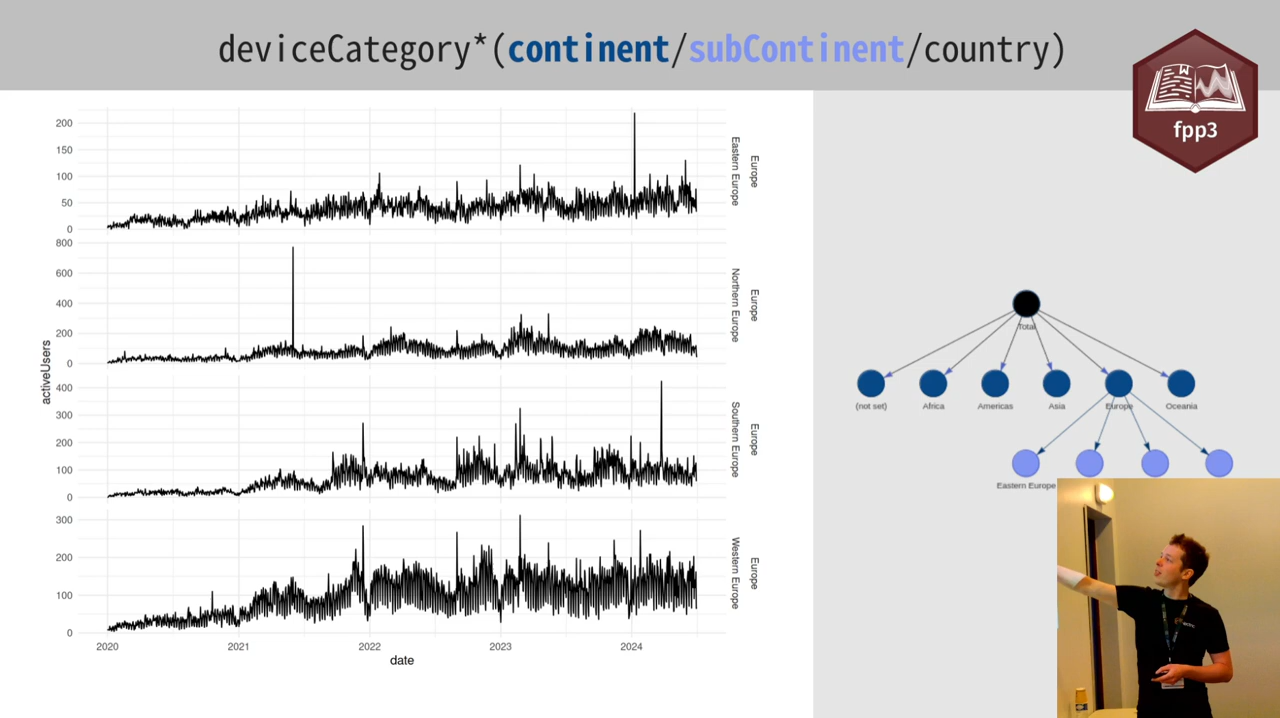 deviceCategory*(continent/subContinent/country)
fpp3
activeUsers
200
150
100
50
0
Eastern Europe
Europe
800
600
400
200
0
Northern Europe
Europe
400
300
200
100
0
Southern Europe
Europe
300
200
100
0
Western Europe
Europe
2020
2021
2022
2023
2024
date
Total
(not set)
Africa
Americas
Asia
Europe
Oceania
Eastern Europe